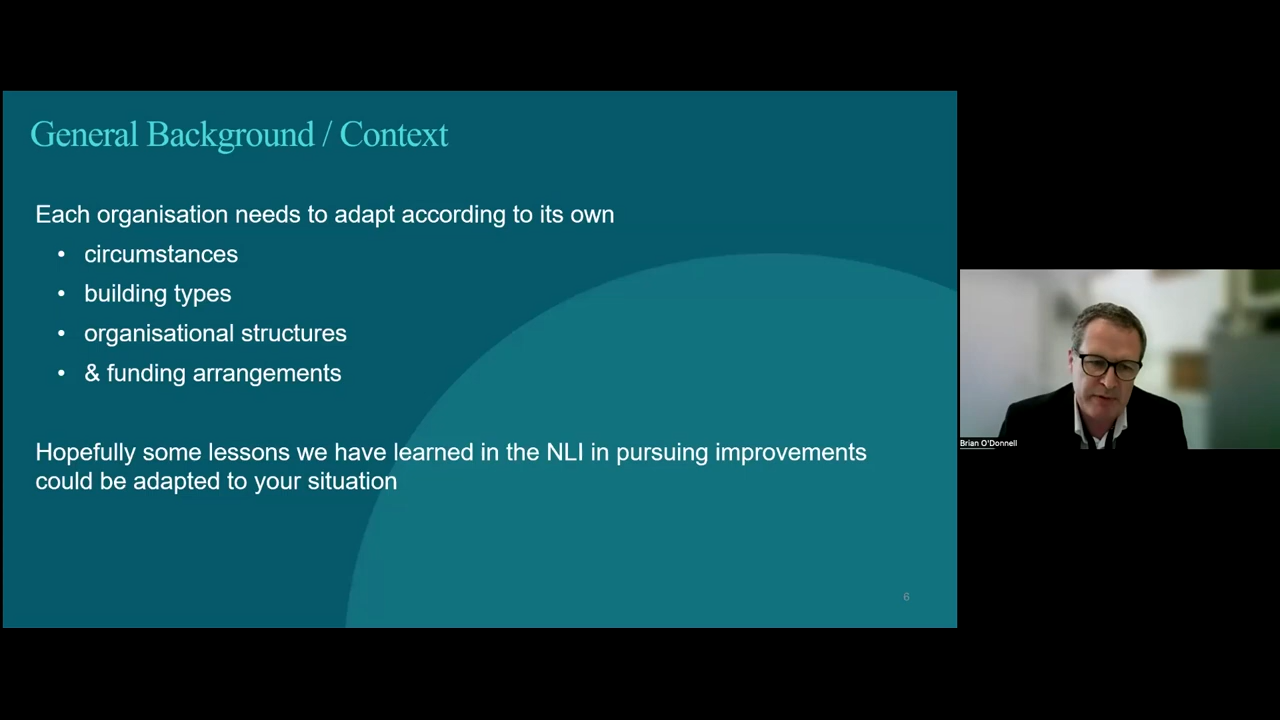 General Background / Context
Each organisation needs to adapt according to its own
• circumstances
• building types
• organisational structures
• & funding arrangements
Hopefully some lessons we have learned in the NLI in pursuing improvements
could be adapted to your situation
6
Brian O'Donnell